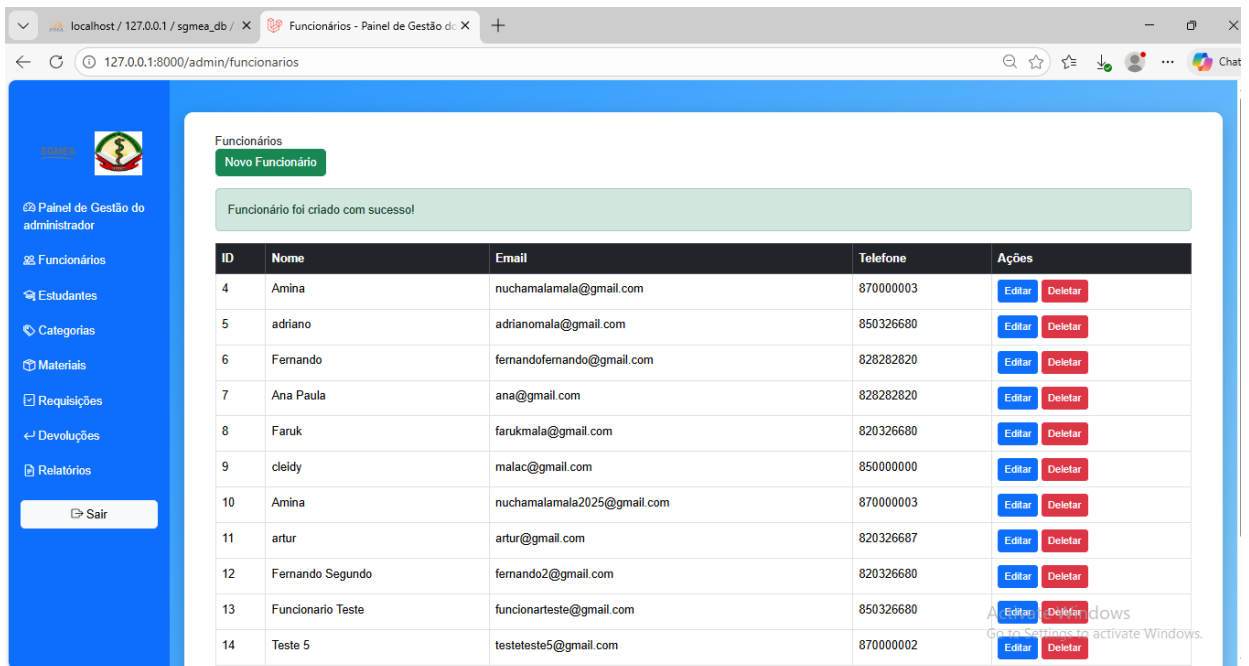 localhost / 127.0.0.1 / sgmea_db /
Funcionários - Painel de Gestão do
127.0.0.1:8000/admin/funcionarios
Chat
SGMEA
Painel de Gestão do
administrador
Funcionários
Estudantes
Categorias
Materiais
Requisições
Devoluções
Relatórios
Sair
Funcionários
Novo Funcionário
Funcionário foi criado com sucesso!
ID Nome Email Telefone Ações
4 Amina nuchamalamala@gmail.com 870000003 Editar Deletar
5 adriano adrianomala@gmail.com 850326680 Editar Deletar
6 Fernando fernandofernando@gmail.com 828282820 Editar Deletar
7 Ana Paula ana@gmail.com 828282820 Editar Deletar
8 Faruk farukmala@gmail.com 820326680 Editar Deletar
9 cleidy malac@gmail.com 850000000 Editar Deletar
10 Amina nuchamalamala2025@gmail.com 870000003 Editar Deletar
11 artur artur@gmail.com 820326687 Editar Deletar
12 Fernando Segundo fernando2@gmail.com 820326680 Editar Deletar
13 Funcionario Teste funcionarteste@gmail.com 850326680 Editar Deletar
14 Teste 5 testeteste5@gmail.com 870000002 Editar Deletar
Activate Windows
Go to Settings to activate Windows.